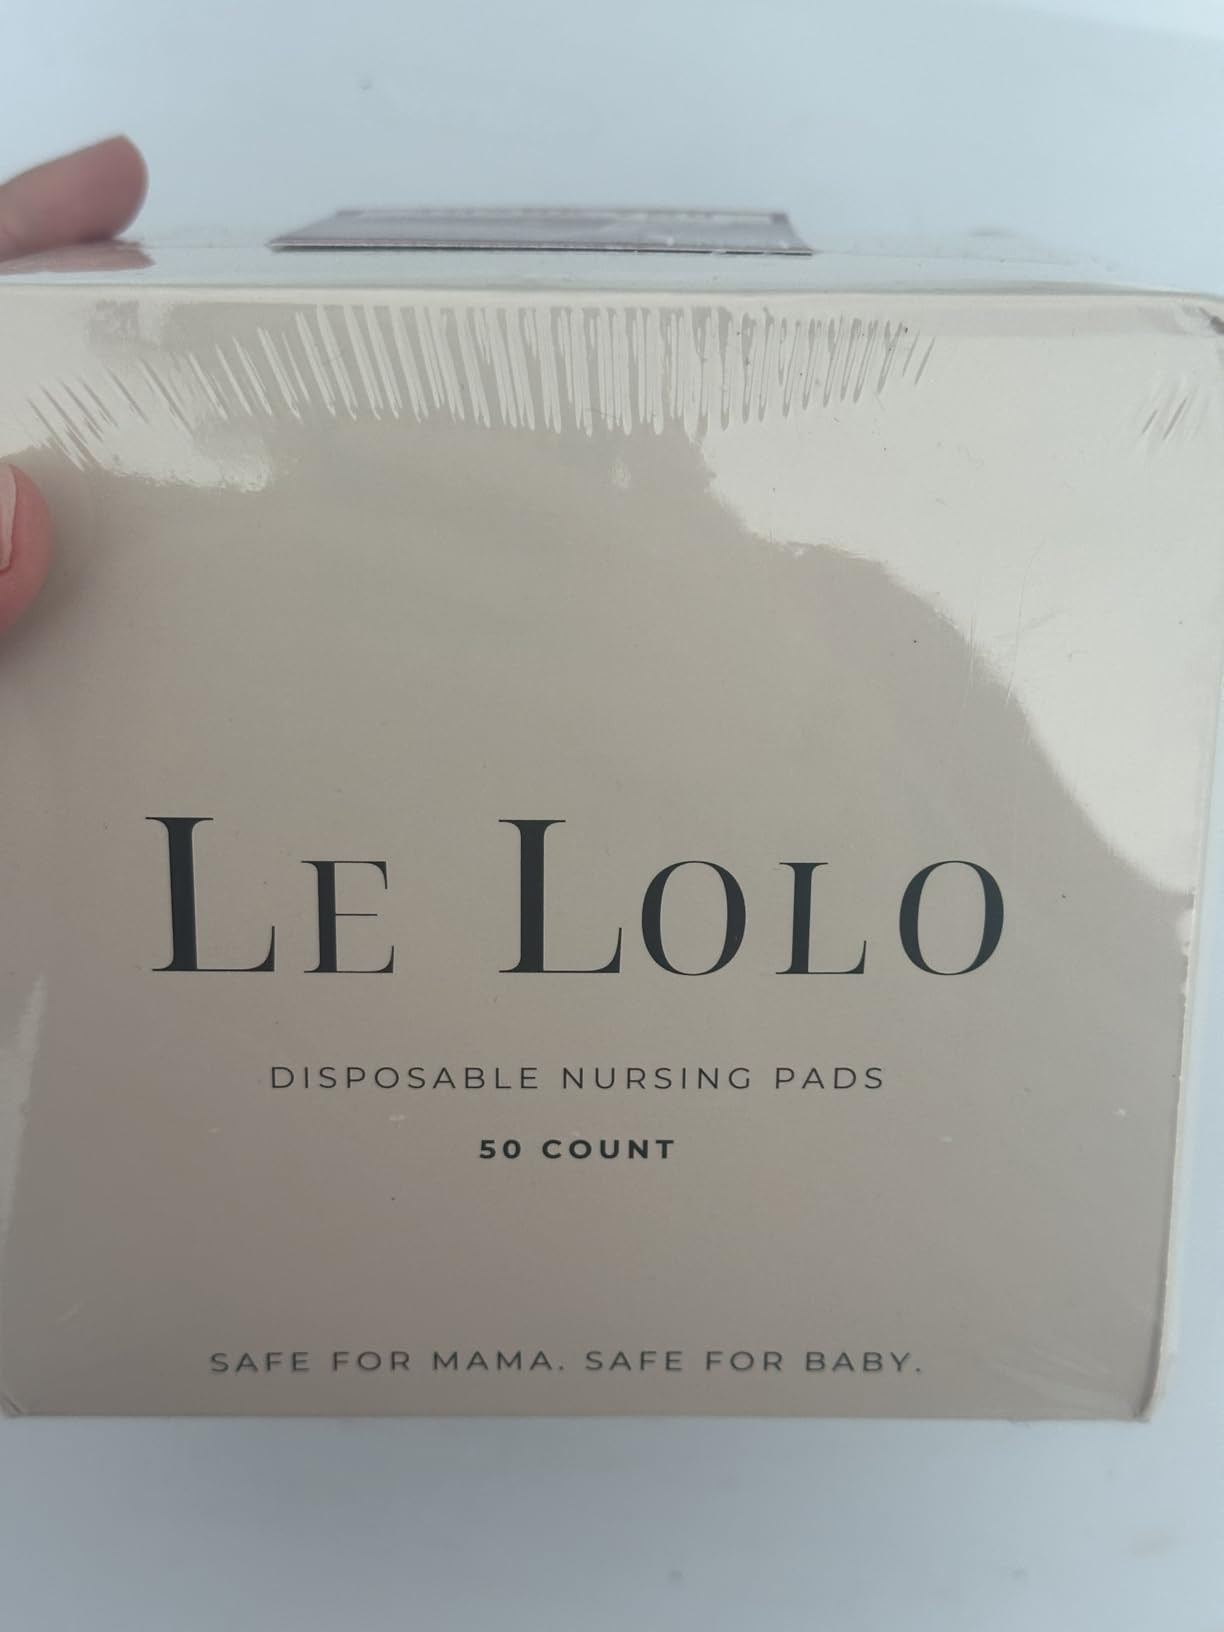 LE LOLO
DISPOSABLE NURSING PADS
50 COUNT
SAFE FOR MAMA. SAFE FOR BABY.